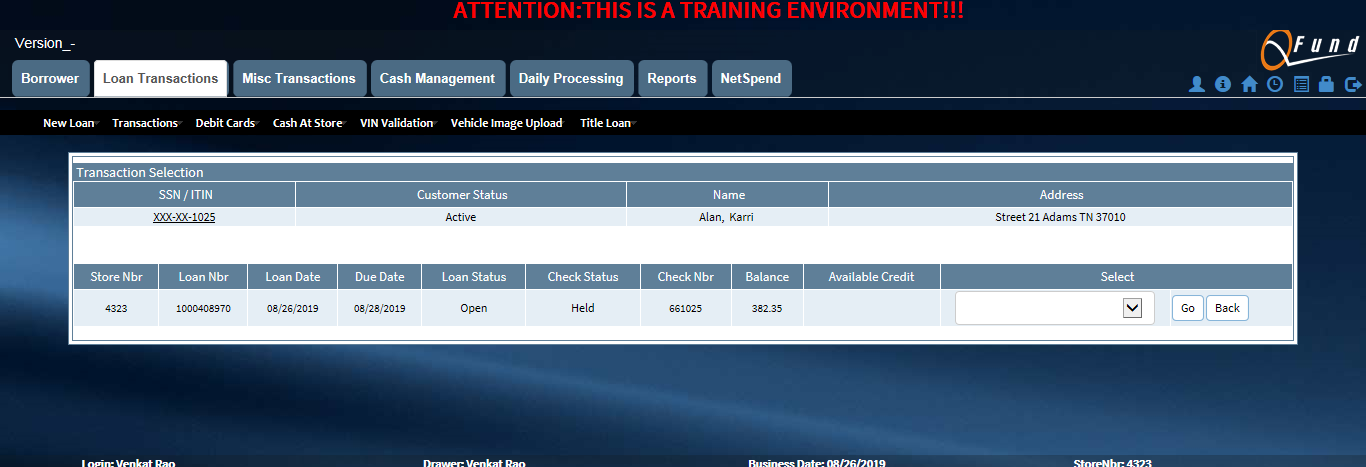 ATTENTION:THIS IS A TRAINING ENVIRONMENT!!!
Version_-
QFund
Borrower Loan Transactions Misc Transactions Cash Management Daily Processing Reports NetSpend
New Loan Transactions Debit Cards Cash At Store VIN Validation Vehicle Image Upload Title Loan
Transaction Selection
SSN / ITIN Customer Status Name Address
XXX-XX-1025 Active Alan, Karri Street 21 Adams TN 37010
Store Nbr Loan Nbr Loan Date Due Date Loan Status Check Status Check Nbr Balance Available Credit Select
4323 1000408970 08/26/2019 08/28/2019 Open Held 661025 382.35 Go Back
Login: Venkat Rao Drawer: Venkat Rao Business Date: 08/26/2019 StoreNbr: 4323